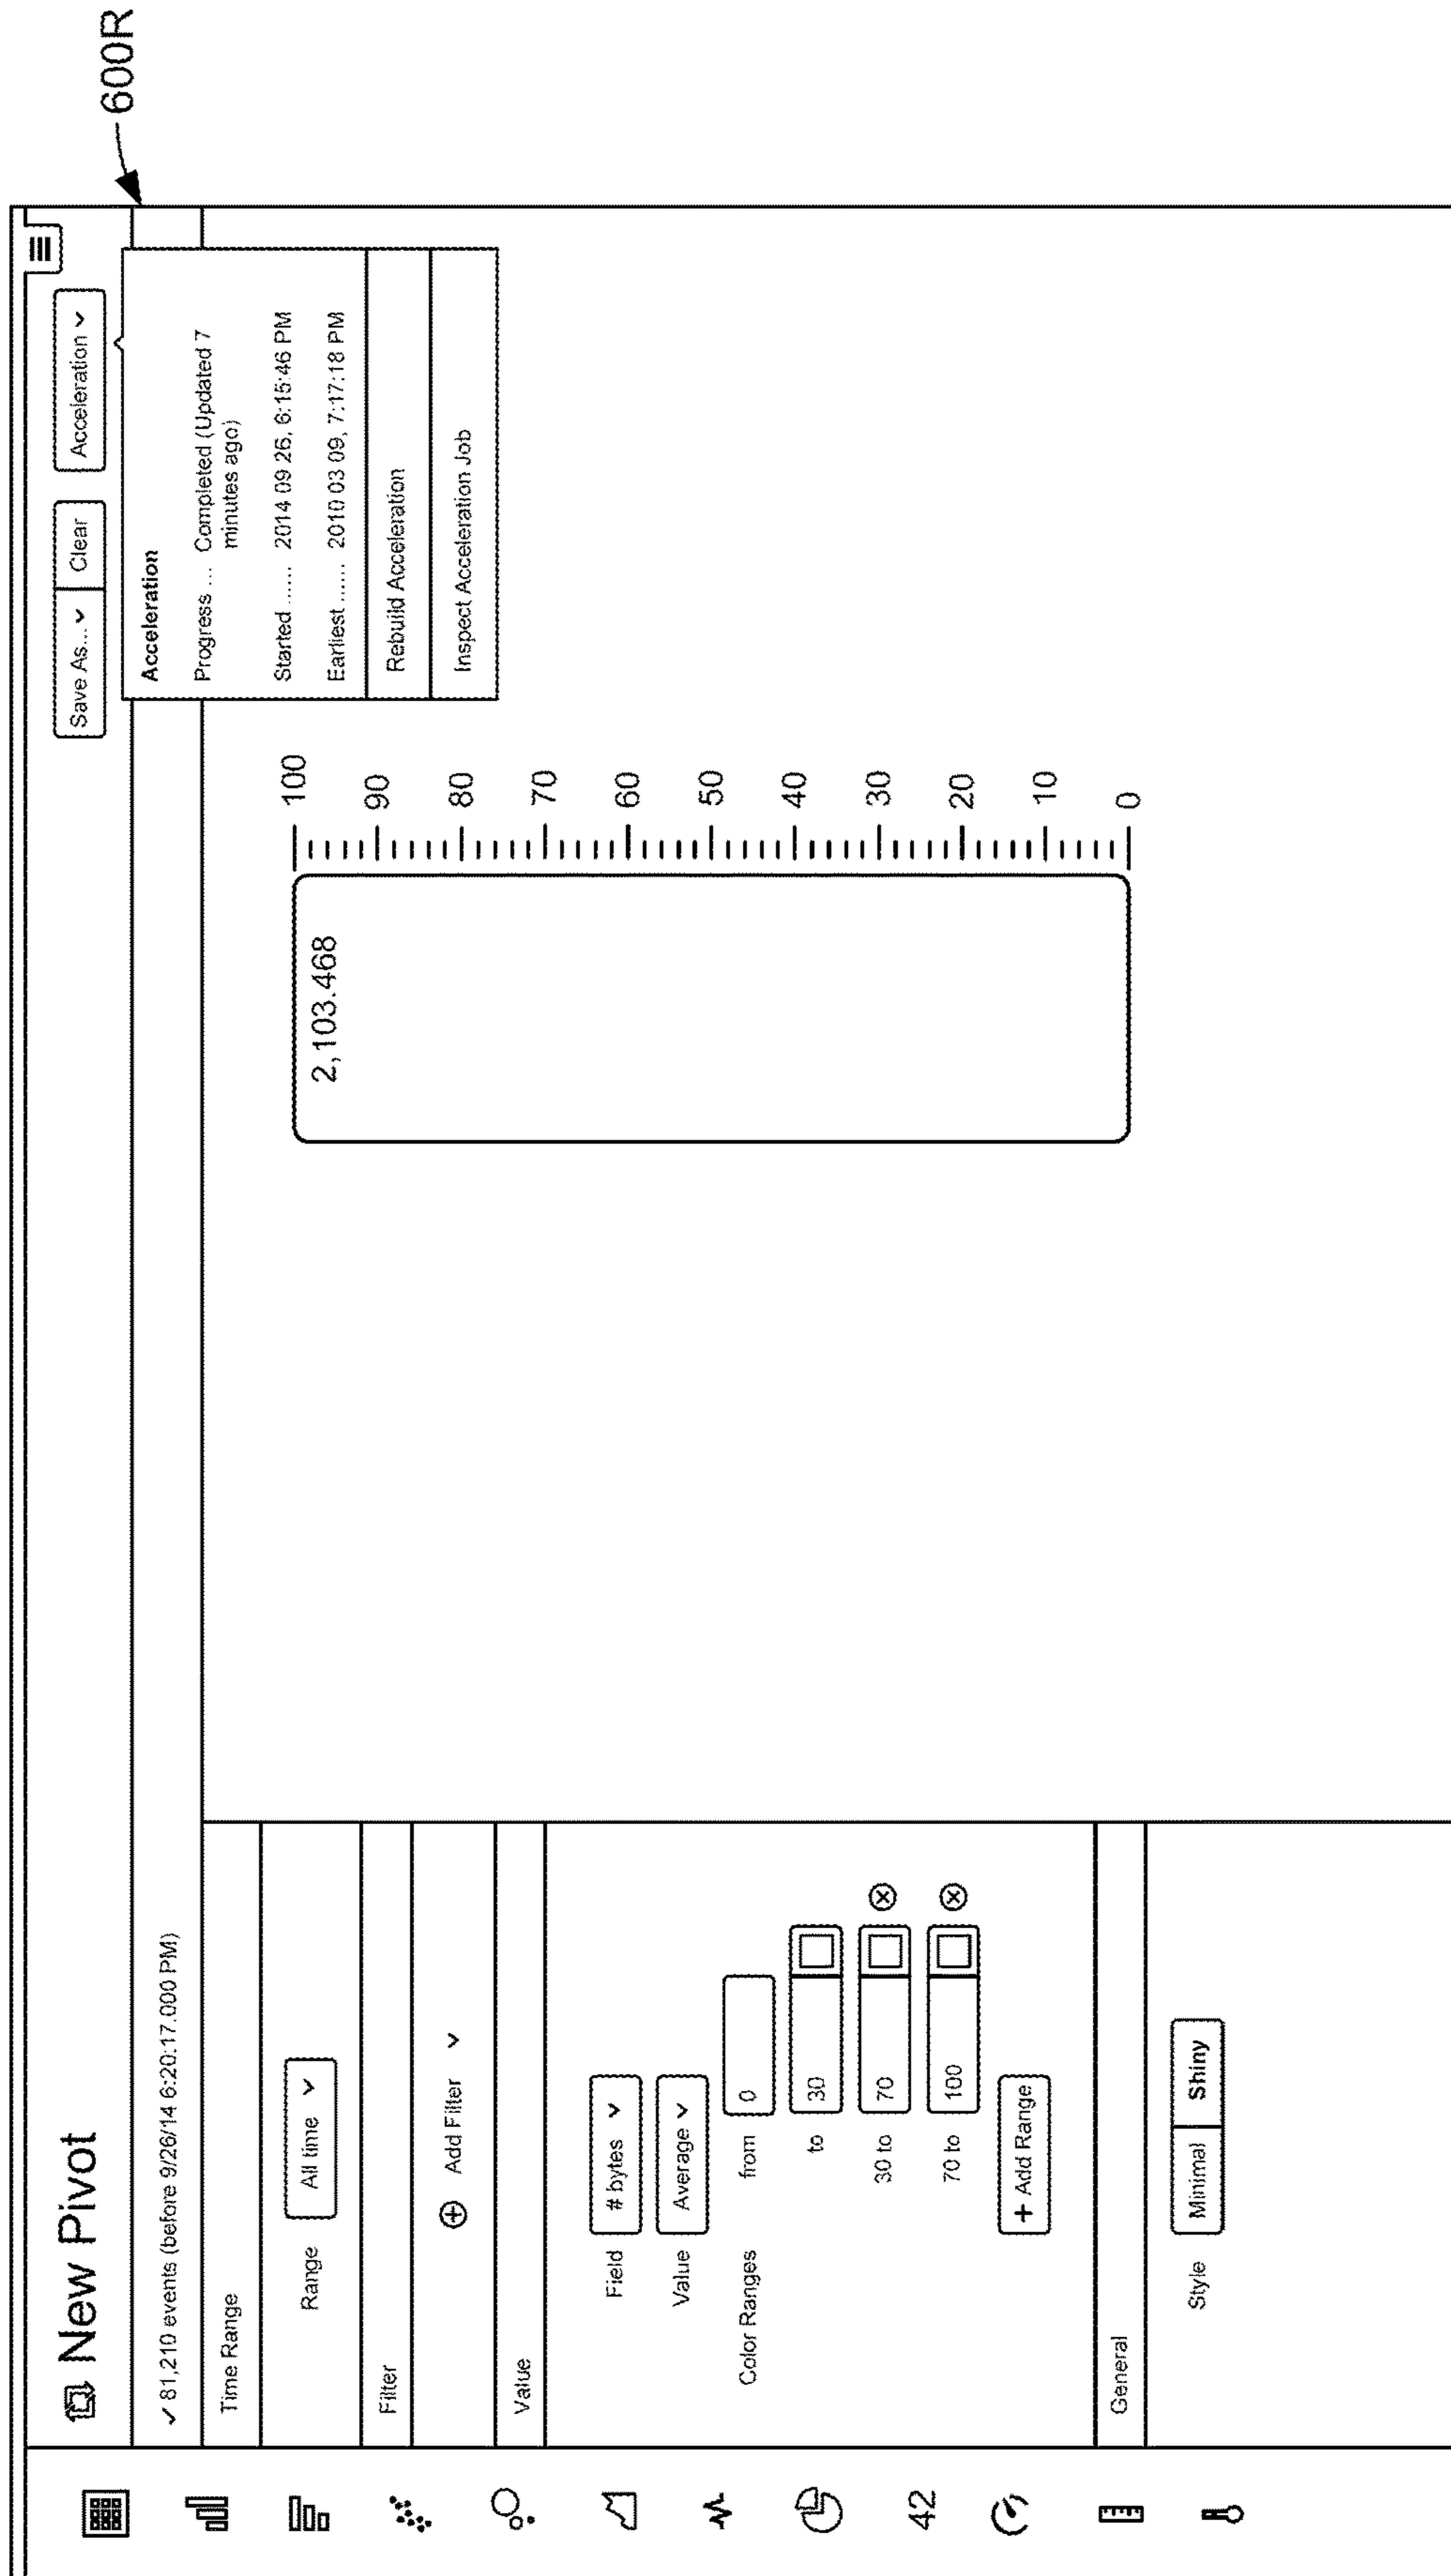 600R
New Pivot
Save As...
Clear
Acceleration
✓ 81,210 events (before 9/26/14 6:20:17.000 PM)
Acceleration
Progress ... Completed (Updated 7
minutes ago)
Started ...... 2014 09 26, 6:15:46 PM
Earliest ...... 2010 03 09, 7:17:18 PM
Rebuild Acceleration
Inspect Acceleration Job
Time Range
Range All time
Filter
Add Filter
Value
Field # bytes
Value Average
Color Ranges from 0
to 30
30 to 70
70 to 100
+ Add Range
General
Style Minimal Shiny
42
2,103.468
100
90
80
70
60
50
40
30
20
10
0